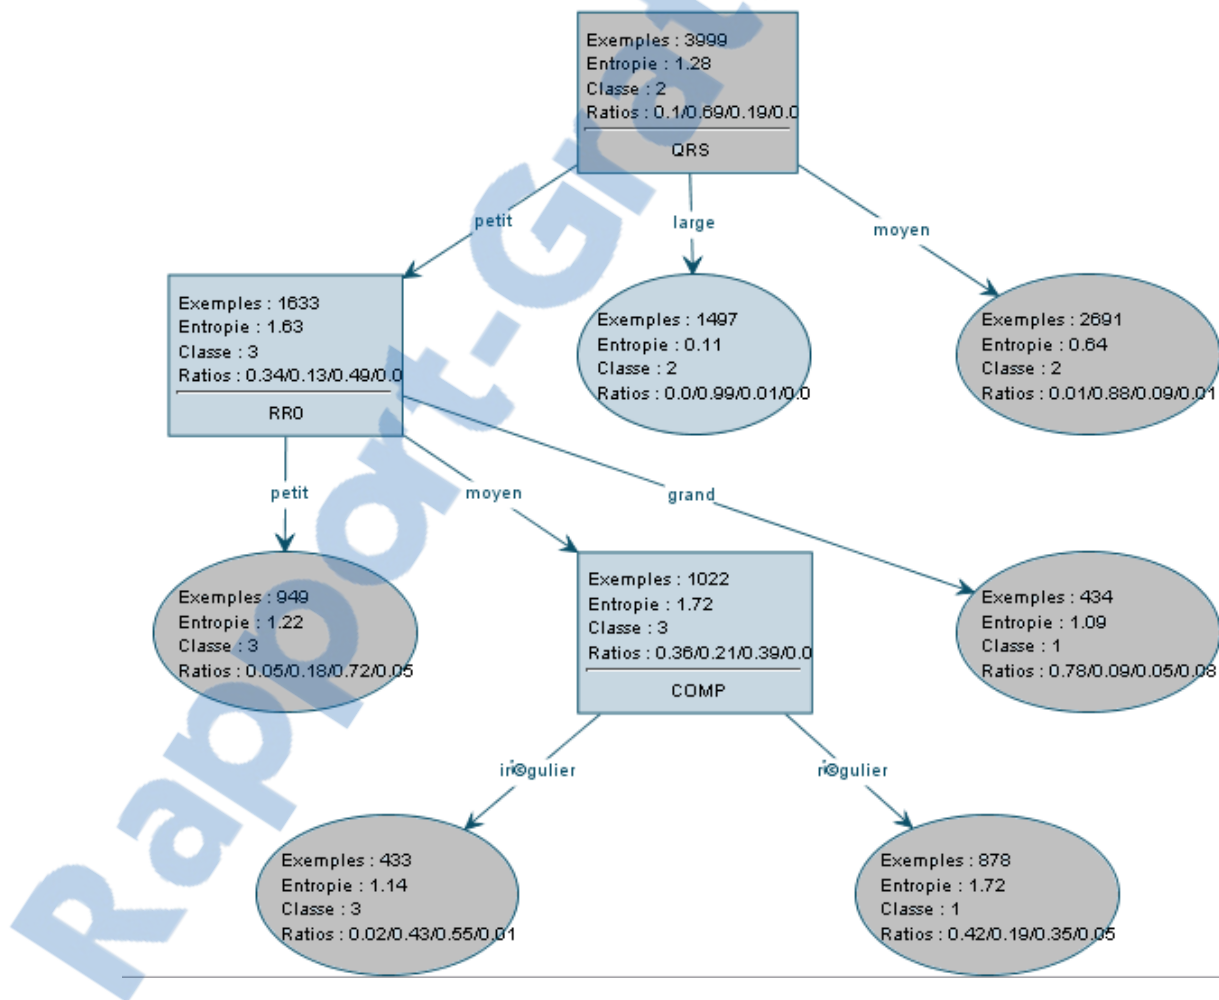 Exemples : 3999
Entropie : 1.28
Classe : 2
Ratios : 0.1/0.69/0.19/0.0
QRS
petit
large
moyen
Exemples : 1633
Entropie : 1.63
Classe : 3
Ratios : 0.34/0.13/0.49/0.0
RR0
Exemples : 1497
Entropie : 0.11
Classe : 2
Ratios : 0.0/0.99/0.01/0.0
Exemples : 2691
Entropie : 0.64
Classe : 2
Ratios : 0.01/0.88/0.09/0.01
petit
moyen
grand
Exemples : 949
Entropie : 1.22
Classe : 3
Ratios : 0.05/0.18/0.72/0.05
Exemples : 1022
Entropie : 1.72
Classe : 3
Ratios : 0.36/0.21/0.39/0.0
COMP
Exemples : 434
Entropie : 1.09
Classe : 1
Ratios : 0.78/0.09/0.05/0.08
Exemples : 433
Entropie : 1.14
Classe : 3
Ratios : 0.02/0.43/0.55/0.01
Exemples : 878
Entropie : 1.72
Classe : 1
Ratios : 0.42/0.19/0.35/0.05
Rapport-Grat